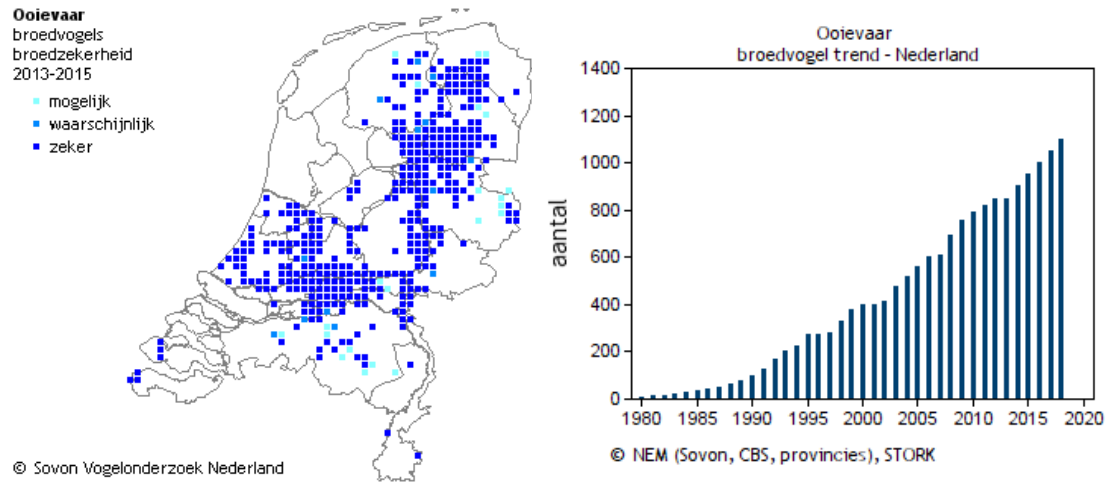 Ooievaar
broedvogels
broedzekerheid
2013-2015
mogelijk
waarschijnlijk
zeker
© Sovon Vogelonderzoek Nederland
Ooievaar
broedvogel trend - Nederland
aantal
1400
1200
1000
800
600
400
200
0
1980 1985 1990 1995 2000 2005 2010 2015 2020
© NEM (Sovon, CBS, provincies), STORK